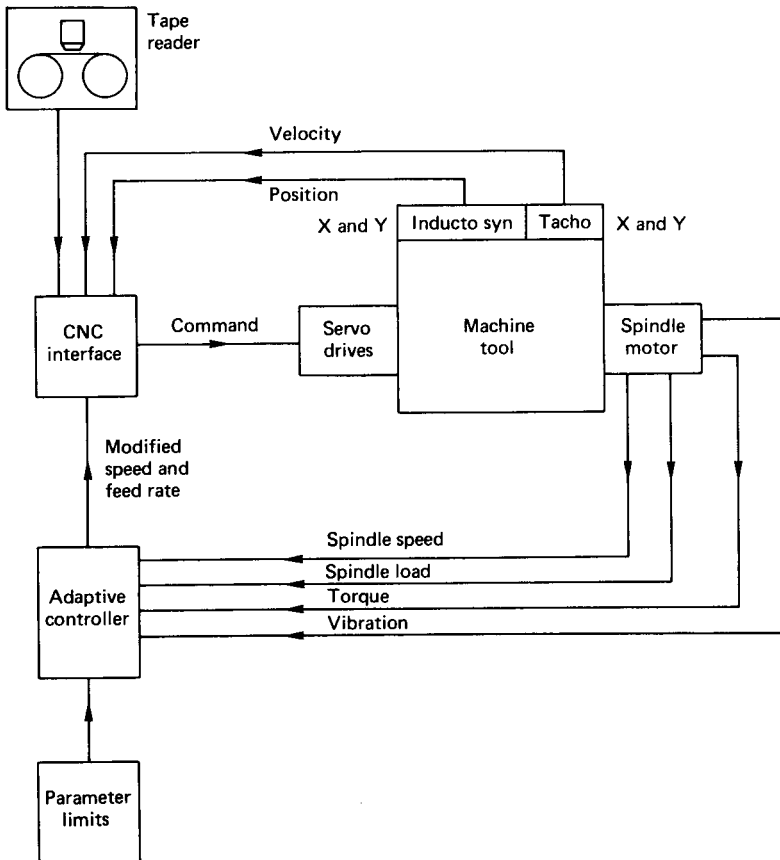 Tape
reader
Velocity
Position
X and Y
Inducto syn
Tacho
X and Y
CNC
interface
Command
Servo
drives
Machine
tool
Spindle
motor
Modified
speed and
feed rate
Spindle speed
Spindle load
Torque
Vibration
Adaptive
controller
Parameter
limits